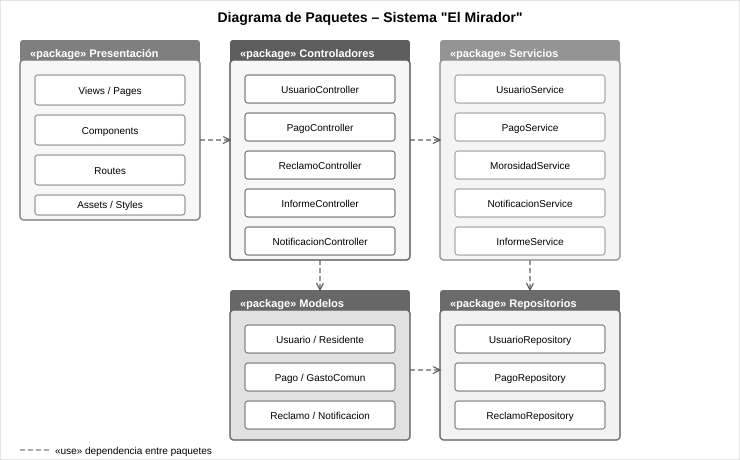 Diagrama de Paquetes – Sistema "El Mirador"
«package» Presentación
Views / Pages
Components
Routes
Assets / Styles
«package» Controladores
UsuarioController
PagoController
ReclamoController
InformeController
NotificacionController
«package» Servicios
UsuarioService
PagoService
MorosidadService
NotificacionService
InformeService
«package» Modelos
Usuario / Residente
Pago / GastoComun
Reclamo / Notificacion
«package» Repositorios
UsuarioRepository
PagoRepository
ReclamoRepository
«use» dependencia entre paquetes